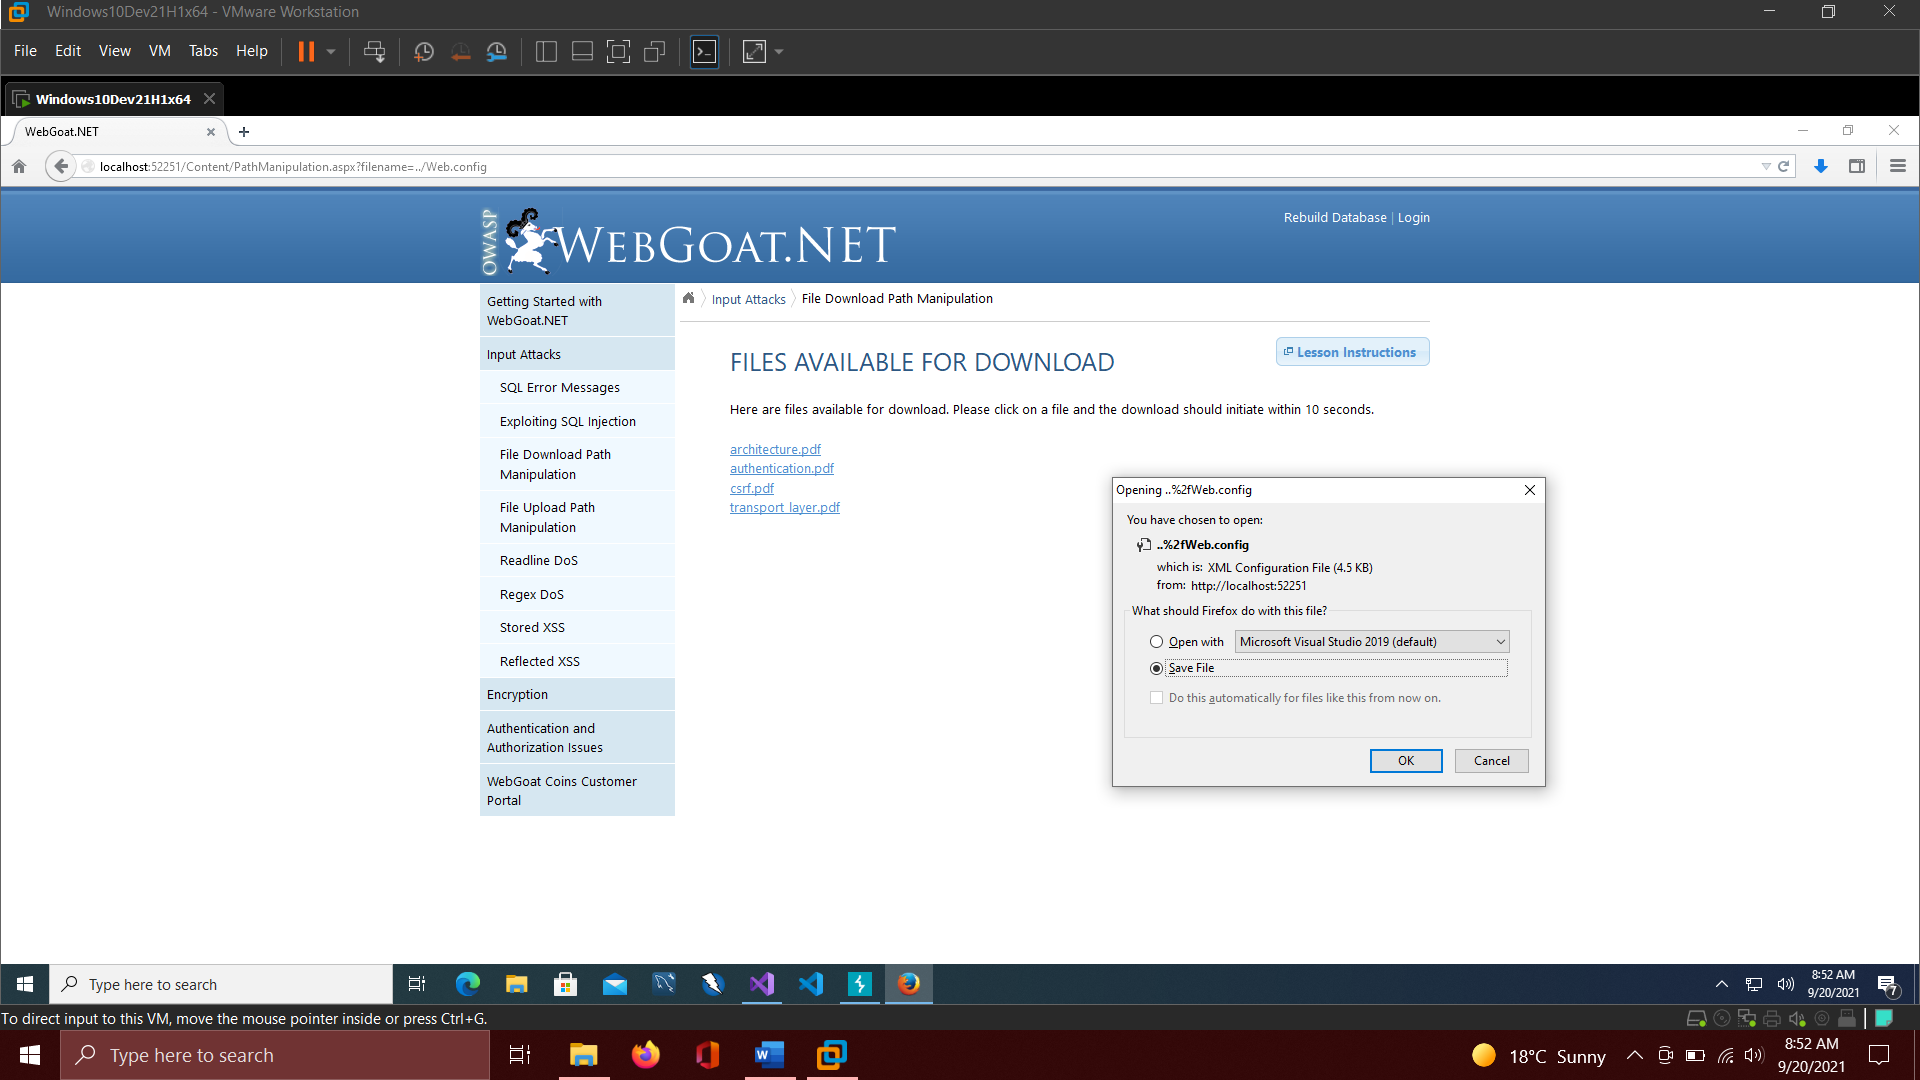 Windows10Dev21H1x64 - VMware Workstation
File Edit View VM Tabs Help
Windows10Dev21H1x64
WebGoat.NET
localhost:52251/Content/PathManipulation.aspx?filename=../Web.config
OWASP WEBGOAT.NET
Rebuild Database | Login
Getting Started with
WebGoat.NET
Input Attacks
SQL Error Messages
Exploiting SQL Injection
File Download Path
Manipulation
File Upload Path
Manipulation
Readline DoS
Regex DoS
Stored XSS
Reflected XSS
Encryption
Authentication and
Authorization Issues
WebGoat Coins Customer
Portal
Input Attacks File Download Path Manipulation
Lesson Instructions
FILES AVAILABLE FOR DOWNLOAD
Here are files available for download. Please click on a file and the download should initiate within 10 seconds.
architecture.pdf
authentication.pdf
csrf.pdf
transport layer.pdf
Opening ..%2fWeb.config
You have chosen to open:
..%2fWeb.config
which is: XML Configuration File (4.5 KB)
from: http://localhost:52251
What should Firefox do with this file?
Open with Microsoft Visual Studio 2019 (default)
Save File
Do this automatically for files like this from now on.
OK Cancel
Type here to search
8:52 AM
9/20/2021
7
To direct input to this VM, move the mouse pointer inside or press Ctrl+G.
Type here to search
18°C Sunny
8:52 AM
9/20/2021